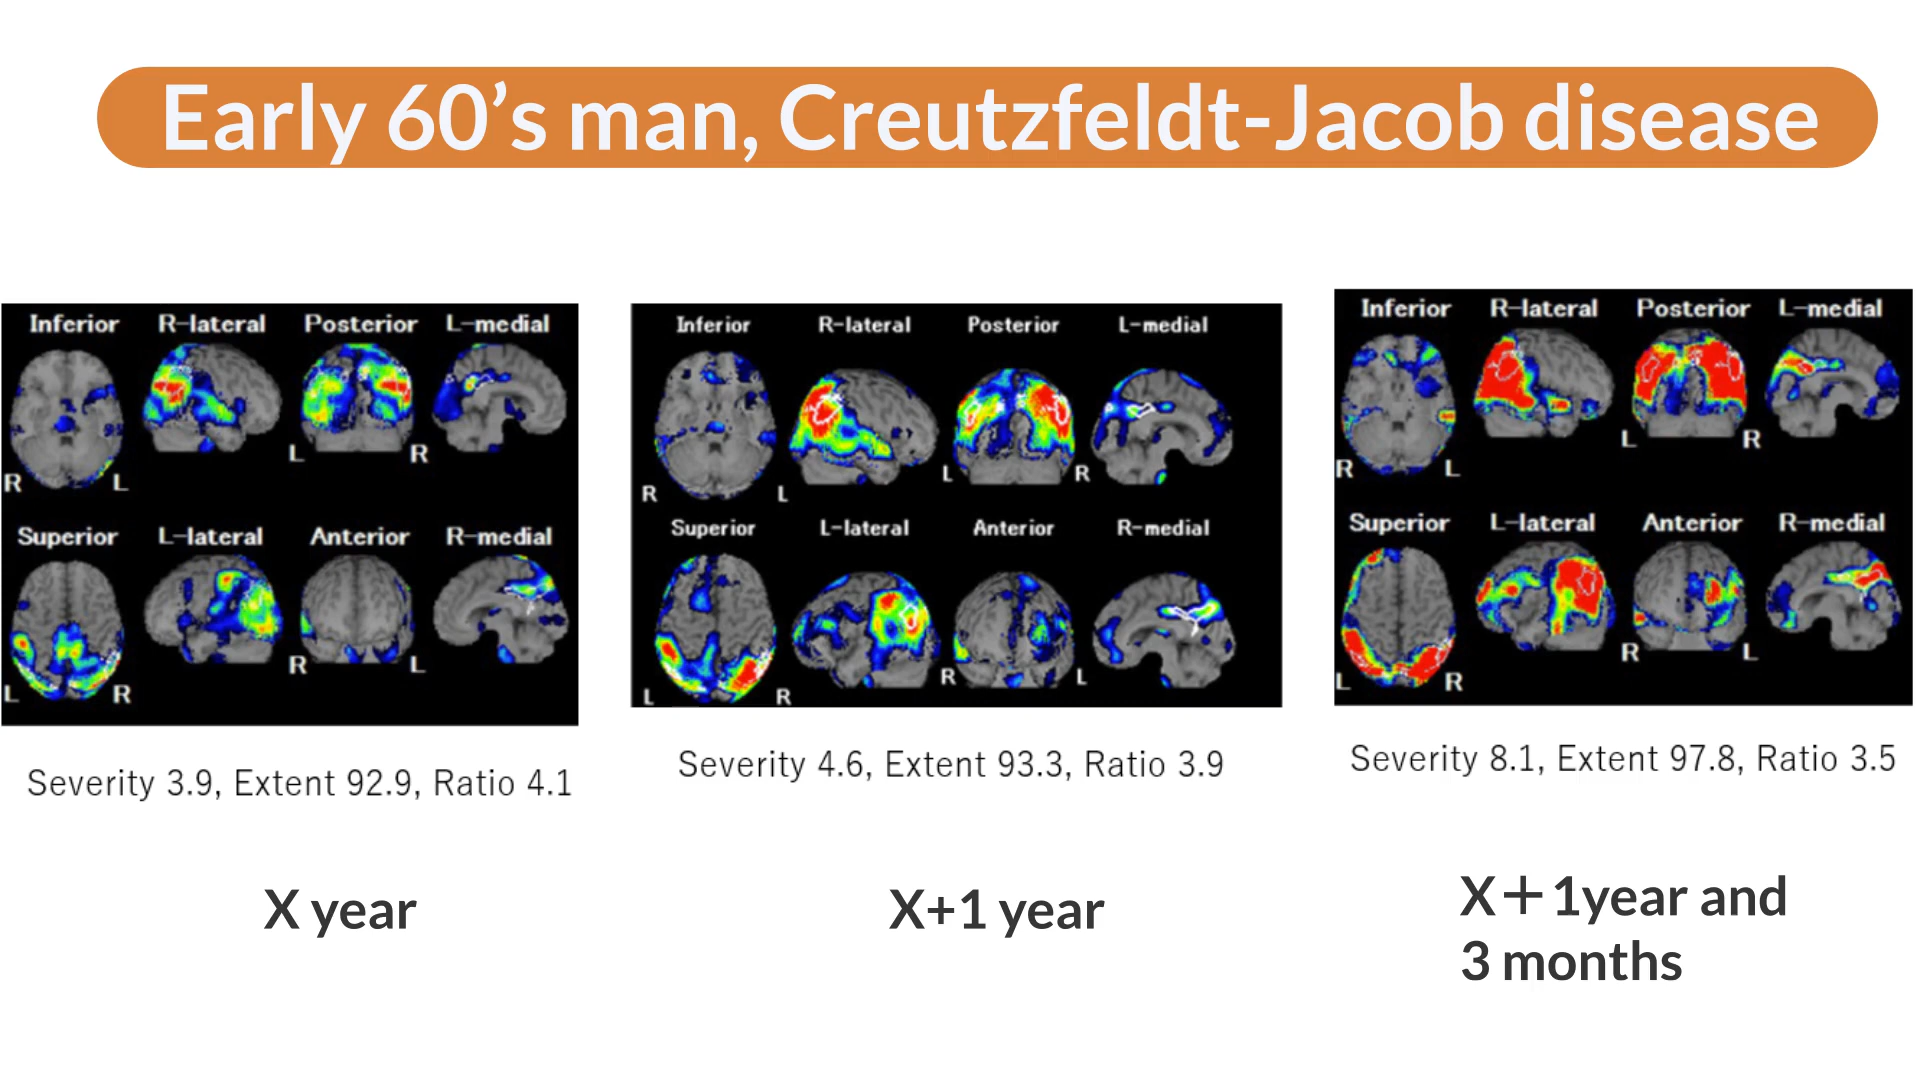 Early 60’s man, Creutzfeldt-Jacob disease
Inferior R-lateral Posterior L-medial
L R
R L
Superior L-lateral Anterior R-medial
R L
L R
Severity 3.9, Extent 92.9, Ratio 4.1
X year
Inferior R-lateral Posterior L-medial
L R
R L
Superior L-lateral Anterior R-medial
R L
L R
Severity 4.6, Extent 93.3, Ratio 3.9
X+1 year
Inferior R-lateral Posterior L-medial
L R
R L
Superior L-lateral Anterior R-medial
R L
L R
Severity 8.1, Extent 97.8, Ratio 3.5
X＋1year and
3 months